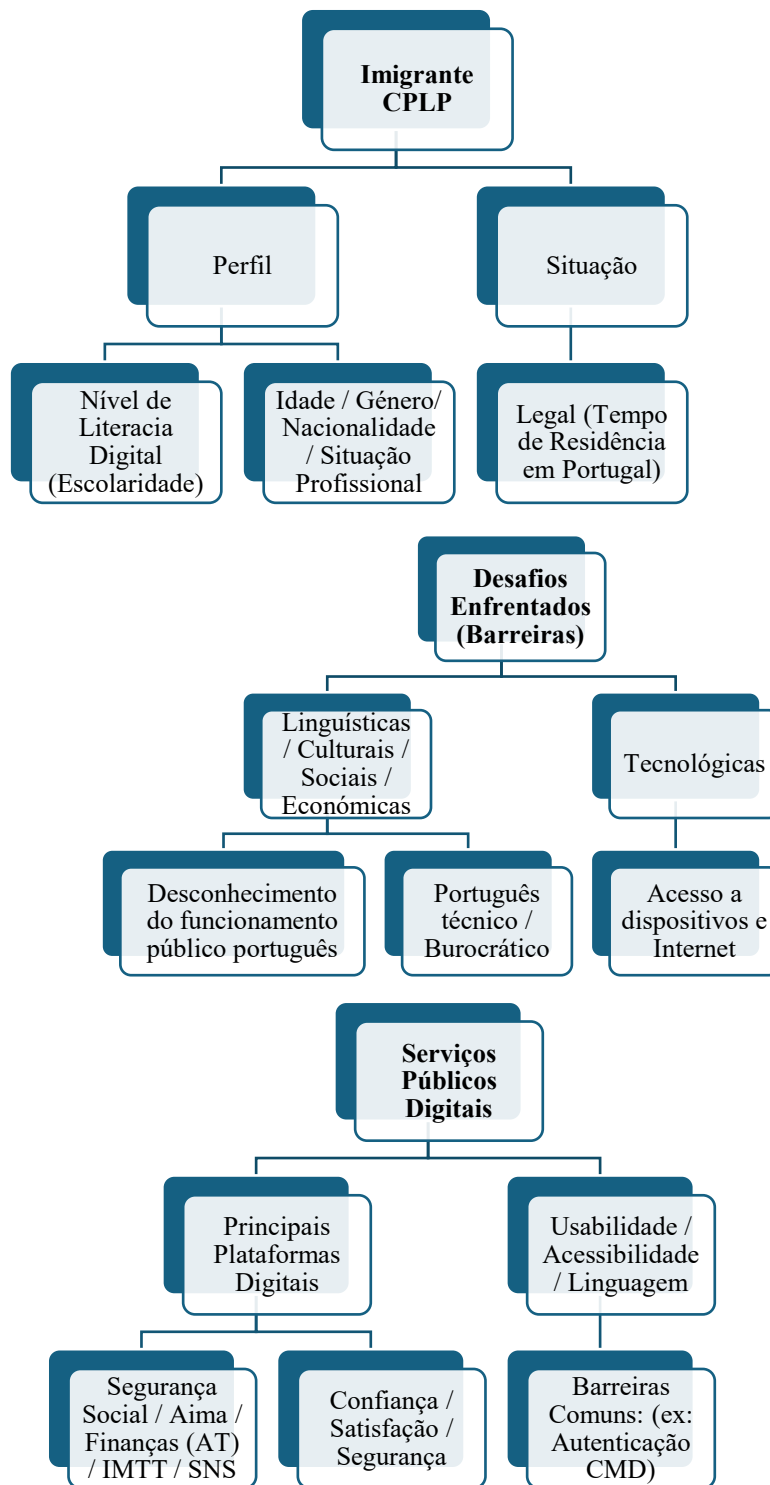 Imigrante
CPLP
Perfil
Situação
Nível de
Literacia
Digital
(Escolaridade)
Idade / Género/
Nacionalidade
/ Situação
Profissional
Legal (Tempo
de Residência
em Portugal)
Desafios
Enfrentados
(Barreiras)
Linguísticas
/ Culturais /
Sociais /
Económicas
Tecnológicas
Desconhecimento
do funcionamento
público português
Português
técnico /
Burocrático
Acesso a
dispositivos e
Internet
Serviços
Públicos
Digitais
Principais
Plataformas
Digitais
Usabilidade /
Acessibilidade
/ Linguagem
Segurança
Social / Aima /
Finanças (AT)
/ IMTT / SNS
Confiança /
Satisfação /
Segurança
Barreiras
Comuns: (ex:
Autenticação
CMD)